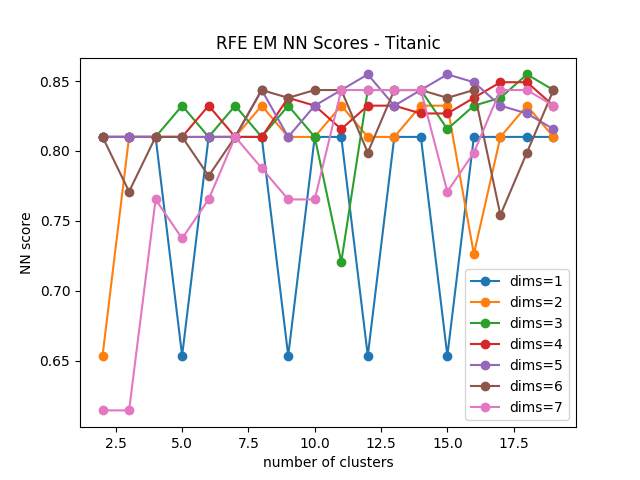 RFE EM NN Scores - Titanic
NN score
0.85
0.80
0.75
0.70
0.65
2.5 5.0 7.5 10.0 12.5 15.0 17.5
number of clusters
dims=1
dims=2
dims=3
dims=4
dims=5
dims=6
dims=7